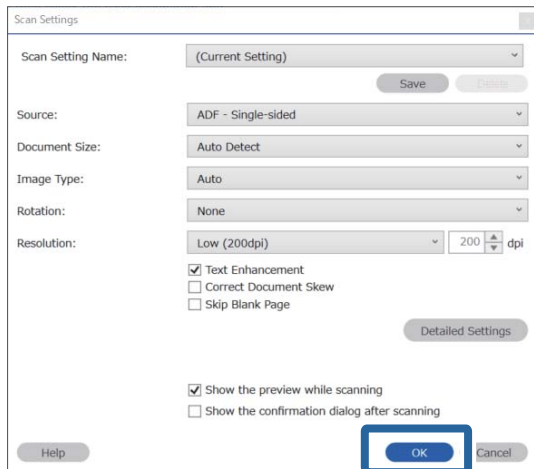 Scan Settings
Scan Setting Name: (Current Setting)
Save Delete
Source: ADF - Single-sided
Document Size: Auto Detect
Image Type: Auto
Rotation: None
Resolution: Low (200dpi) 200 dpi
Text Enhancement
Correct Document Skew
Skip Blank Page
Detailed Settings
Show the preview while scanning
Show the confirmation dialog after scanning
Help OK Cancel